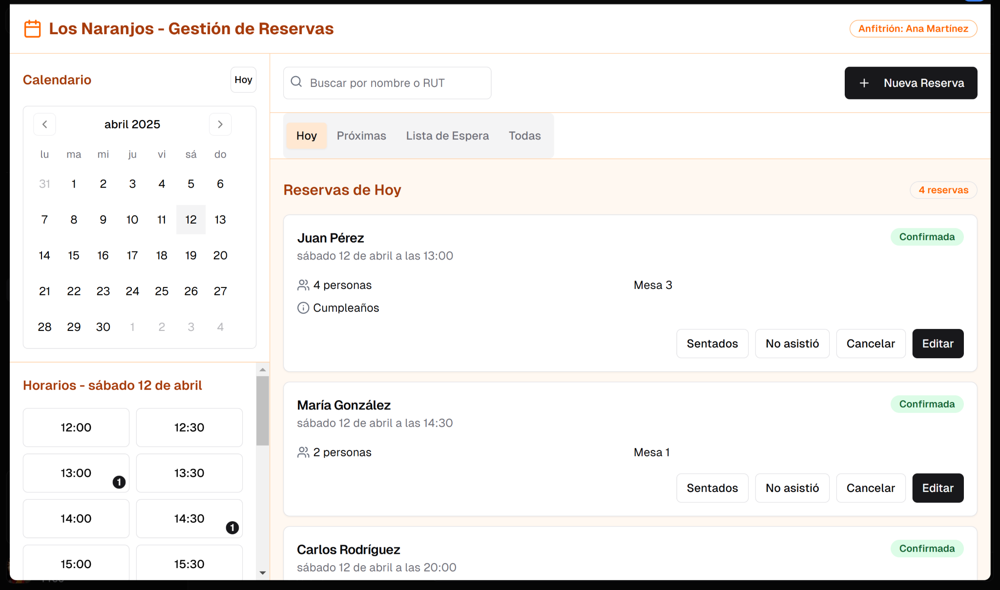 Los Naranjos - Gestión de Reservas
Anfitrión: Ana Martínez
Calendario
Hoy
abril 2025
lu ma mi ju vi sá do
31 1 2 3 4 5 6
7 8 9 10 11 12 13
14 15 16 17 18 19 20
21 22 23 24 25 26 27
28 29 30 1 2 3 4
Horarios - sábado 12 de abril
12:00 12:30
13:00 1 13:30
14:00 14:30 1
15:00 15:30
Buscar por nombre o RUT
+ Nueva Reserva
Hoy Próximas Lista de Espera Todas
Reservas de Hoy
4 reservas
Juan Pérez
Confirmada
sábado 12 de abril a las 13:00
4 personas
Mesa 3
Cumpleaños
Sentados No asistió Cancelar Editar
María González
Confirmada
sábado 12 de abril a las 14:30
2 personas
Mesa 1
Sentados No asistió Cancelar Editar
Carlos Rodríguez
Confirmada
sábado 12 de abril a las 20:00